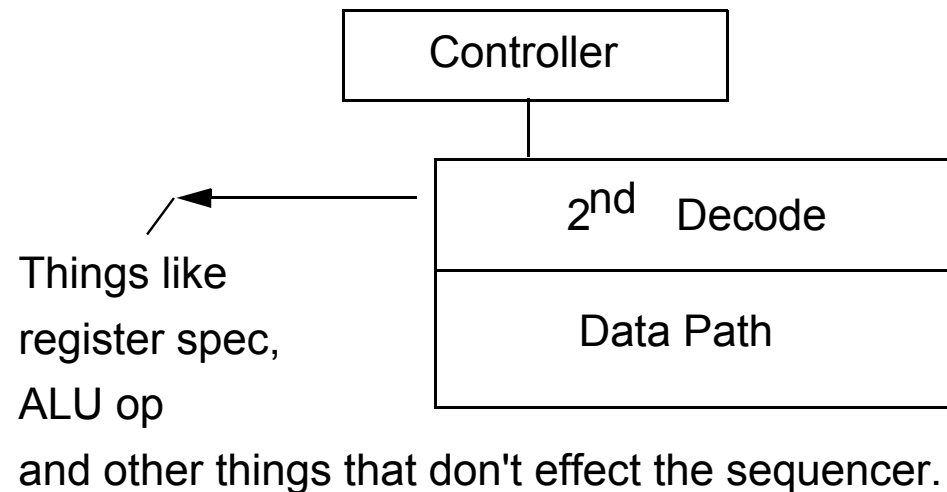 Controller
2nd Decode
Data Path
Things like
register spec,
ALU op
and other things that don't effect the sequencer.